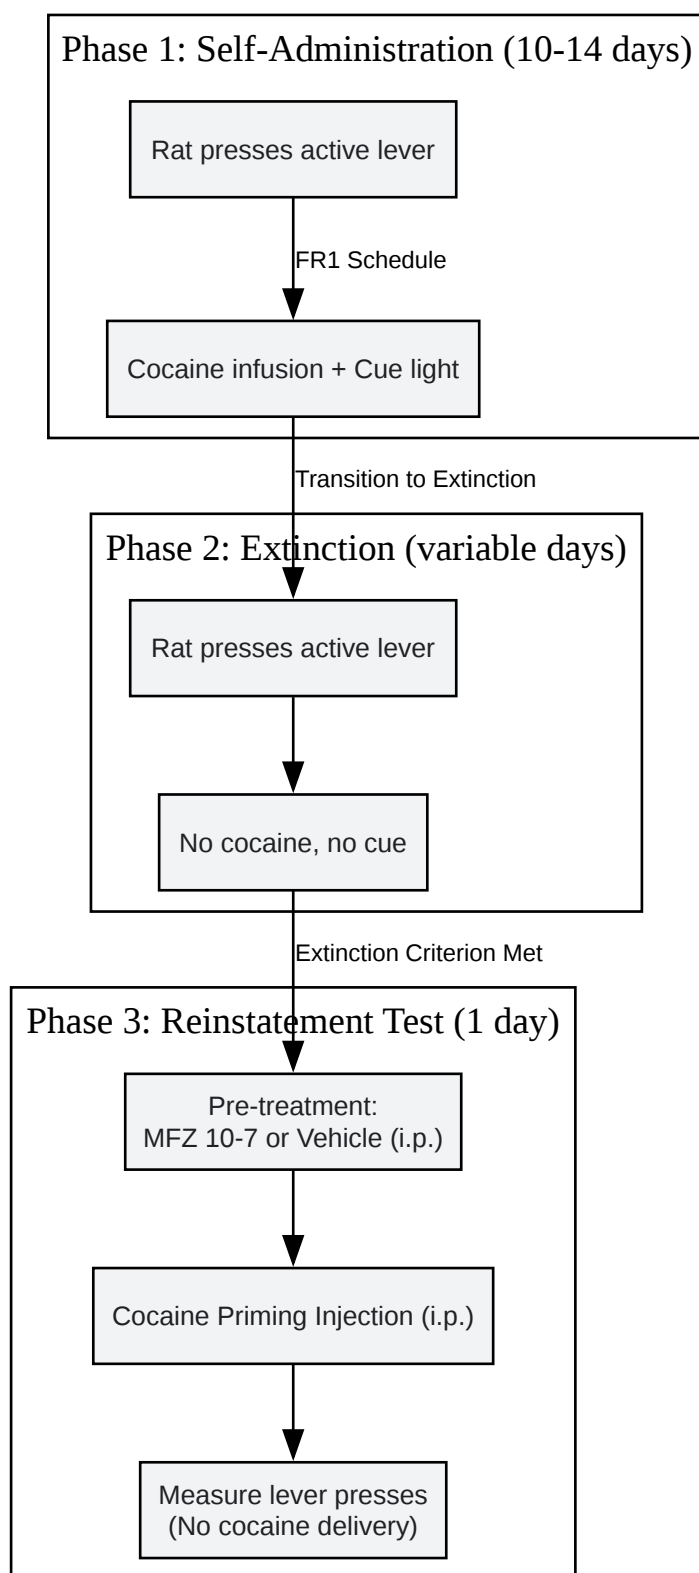 Phase 1: Self-Administration (10-14 days)
Rat presses active lever
FR1 Schedule
Cocaine infusion + Cue light
Transition to Extinction
Phase 2: Extinction (variable days)
Rat presses active lever
No cocaine, no cue
Extinction Criterion Met
Phase 3: Reinstatement Test (1 day)
Pre-treatment:
MFZ 10-7 or Vehicle (i.p.)
Cocaine Priming Injection (i.p.)
Measure lever presses
(No cocaine delivery)